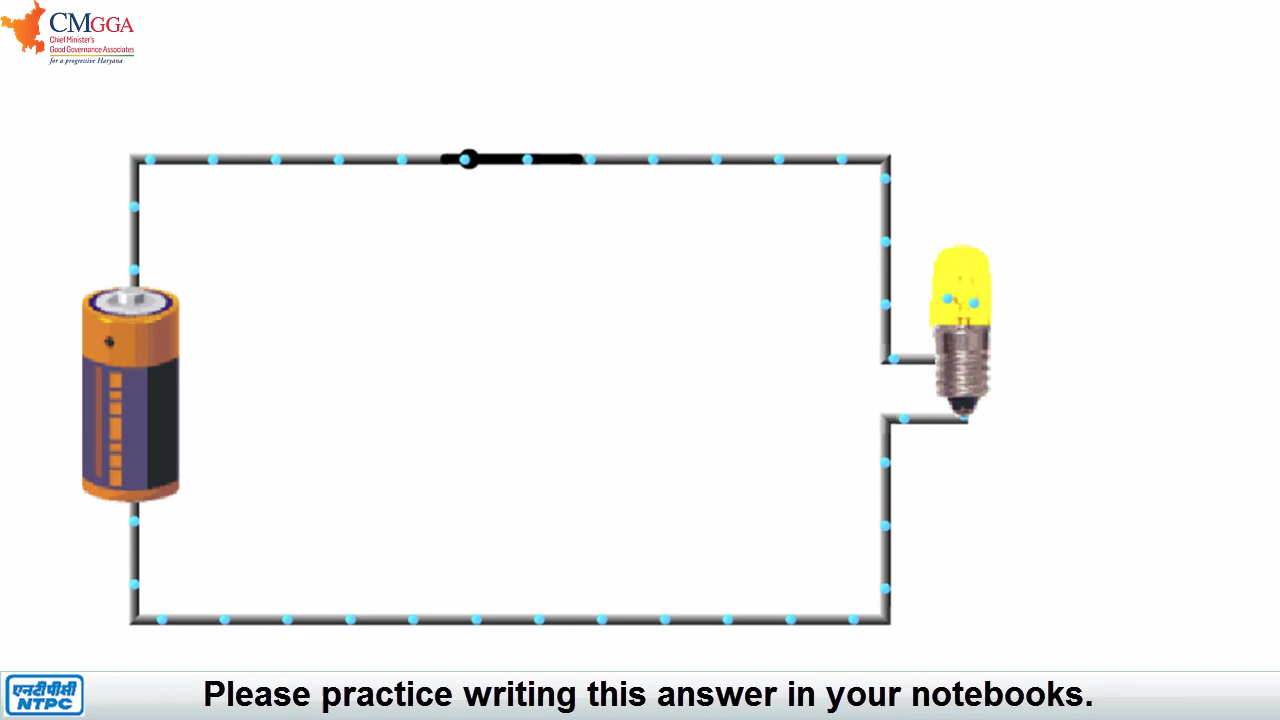 CMGGA
Chief Minister's
Good Governance Associates
for a progressive Haryana
एनटीपीसी
NTPC
Please practice writing this answer in your notebooks.